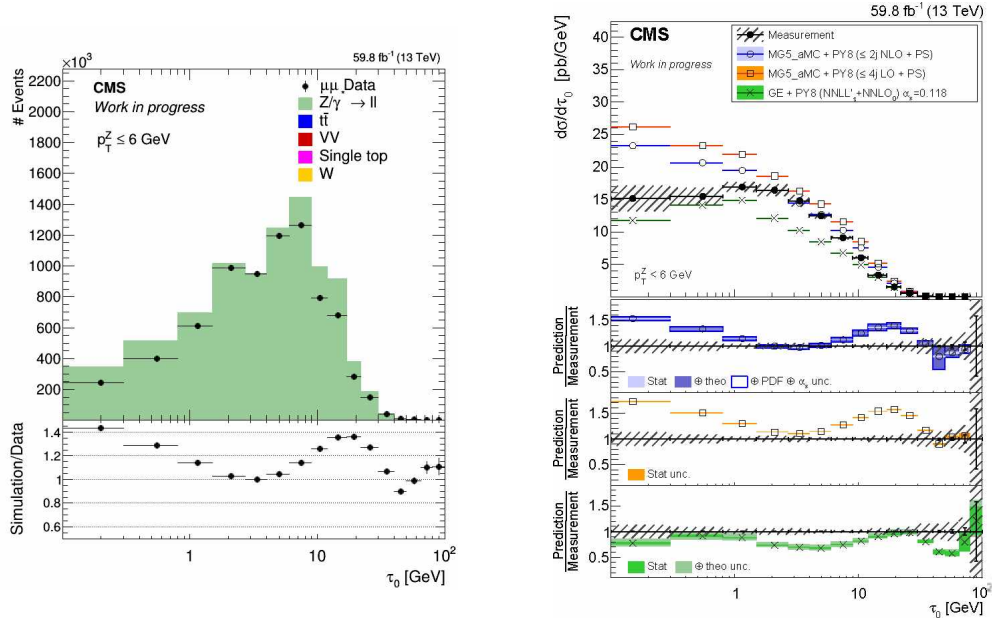 59.8 fb⁻¹ (13 TeV)
×10³
# Events
2200
2000
1800
1600
1400
1200
1000
800
600
400
200
CMS
Work in progress
p_T^Z ≤ 6 GeV
μμ Data
Z/γ → ll
tt̄
VV
Single top
W
Simulation/Data
1.4
1.2
1
0.8
0.6
1
10
10²
τ₀ [GeV]
59.8 fb⁻¹ (13 TeV)
dσ/dτ₀ [pb/GeV]
45
40
35
30
25
20
15
10
5
CMS
Work in progress
Measurement
MG5_aMC + PY8 (≤ 2j NLO + PS)
MG5_aMC + PY8 (≤ 4j LO + PS)
GE + PY8 (NNLL'_τ+NNLO₀) α_s=0.118
p_T^Z < 6 GeV
Prediction
Measurement
1.5
1
0.5
Stat ⊕ theo ⊕ PDF ⊕ α_s unc.
Prediction
Measurement
1.5
1
0.5
Stat unc.
Prediction
Measurement
1.5
1
0.5
Stat ⊕ theo unc.
1
10
10²
τ₀ [GeV]